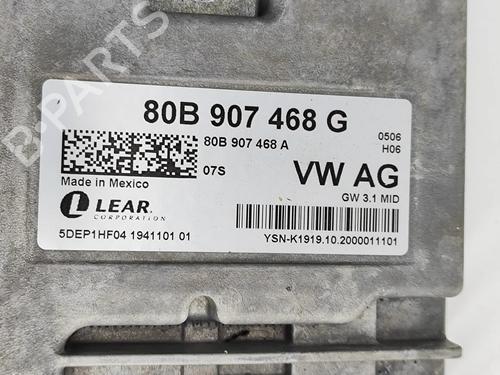 80B 907 468 G
80B 907 468 A
0506
H06
07S
VW AG
Made in Mexico
GW 3.1 MID
LEAR
CORPORATION
5DEP1HF04 1941101 01
YSN-K1919.10.2000011101
B-PARTS